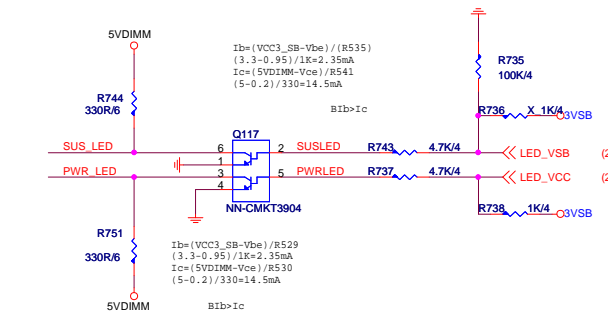 5VDIMM
Ib=(VCC3_SB-Vbe)/(R535)
(3.3-0.95)/1K=2.35mA
Ic=(5VDIMM-Vce)/R541
(5-0.2)/330=14.5mA
BIb>Ic
R735
100K/4
R744
330R/6
R736 X_1K/4 3VSB
Q117
SUS_LED 6 2 SUSLED R743 4.7K/4 LED_VSB (2
1
PWR_LED 3 5 PWRLED R737 4.7K/4 LED_VCC (2
4
NN-CMKT3904
R738 1K/4 3VSB
R751
330R/6
Ib=(VCC3_SB-Vbe)/R529
(3.3-0.95)/1K=2.35mA
Ic=(5VDIMM-Vce)/R530
(5-0.2)/330=14.5mA
5VDIMM
BIb>Ic